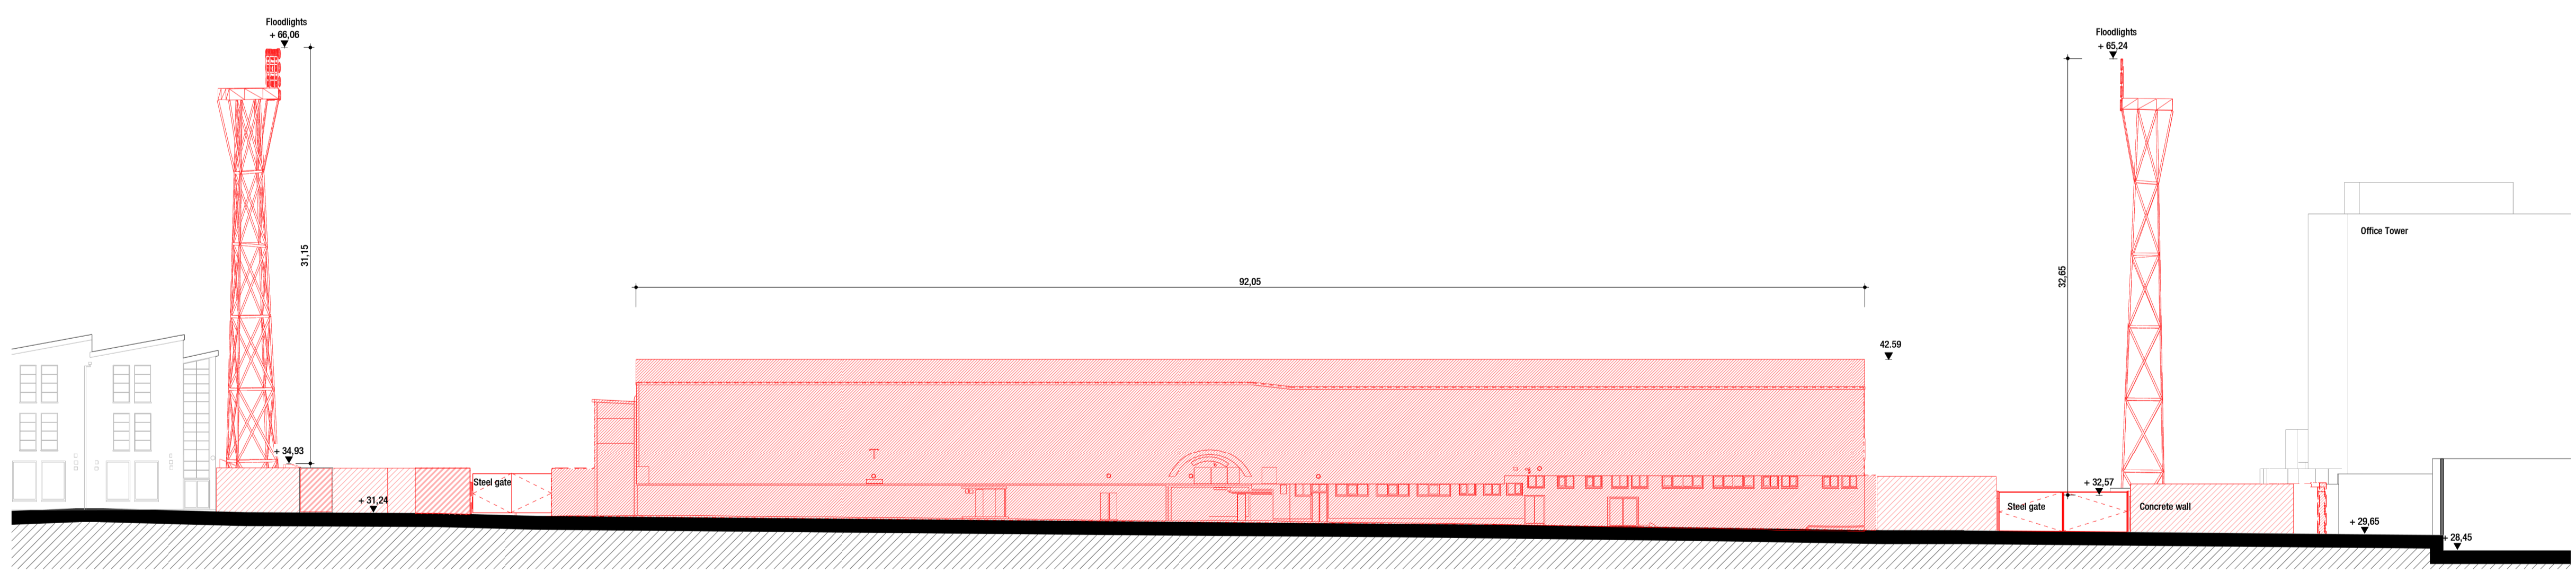 Floodlights
+ 66,06
31,15
+ 34,93
+ 31,24
Steel gate
92,05
42.59
Floodlights
+ 65,24
32,65
+ 32,57
Steel gate
Concrete wall
Office Tower
+ 29,65
+ 28,45